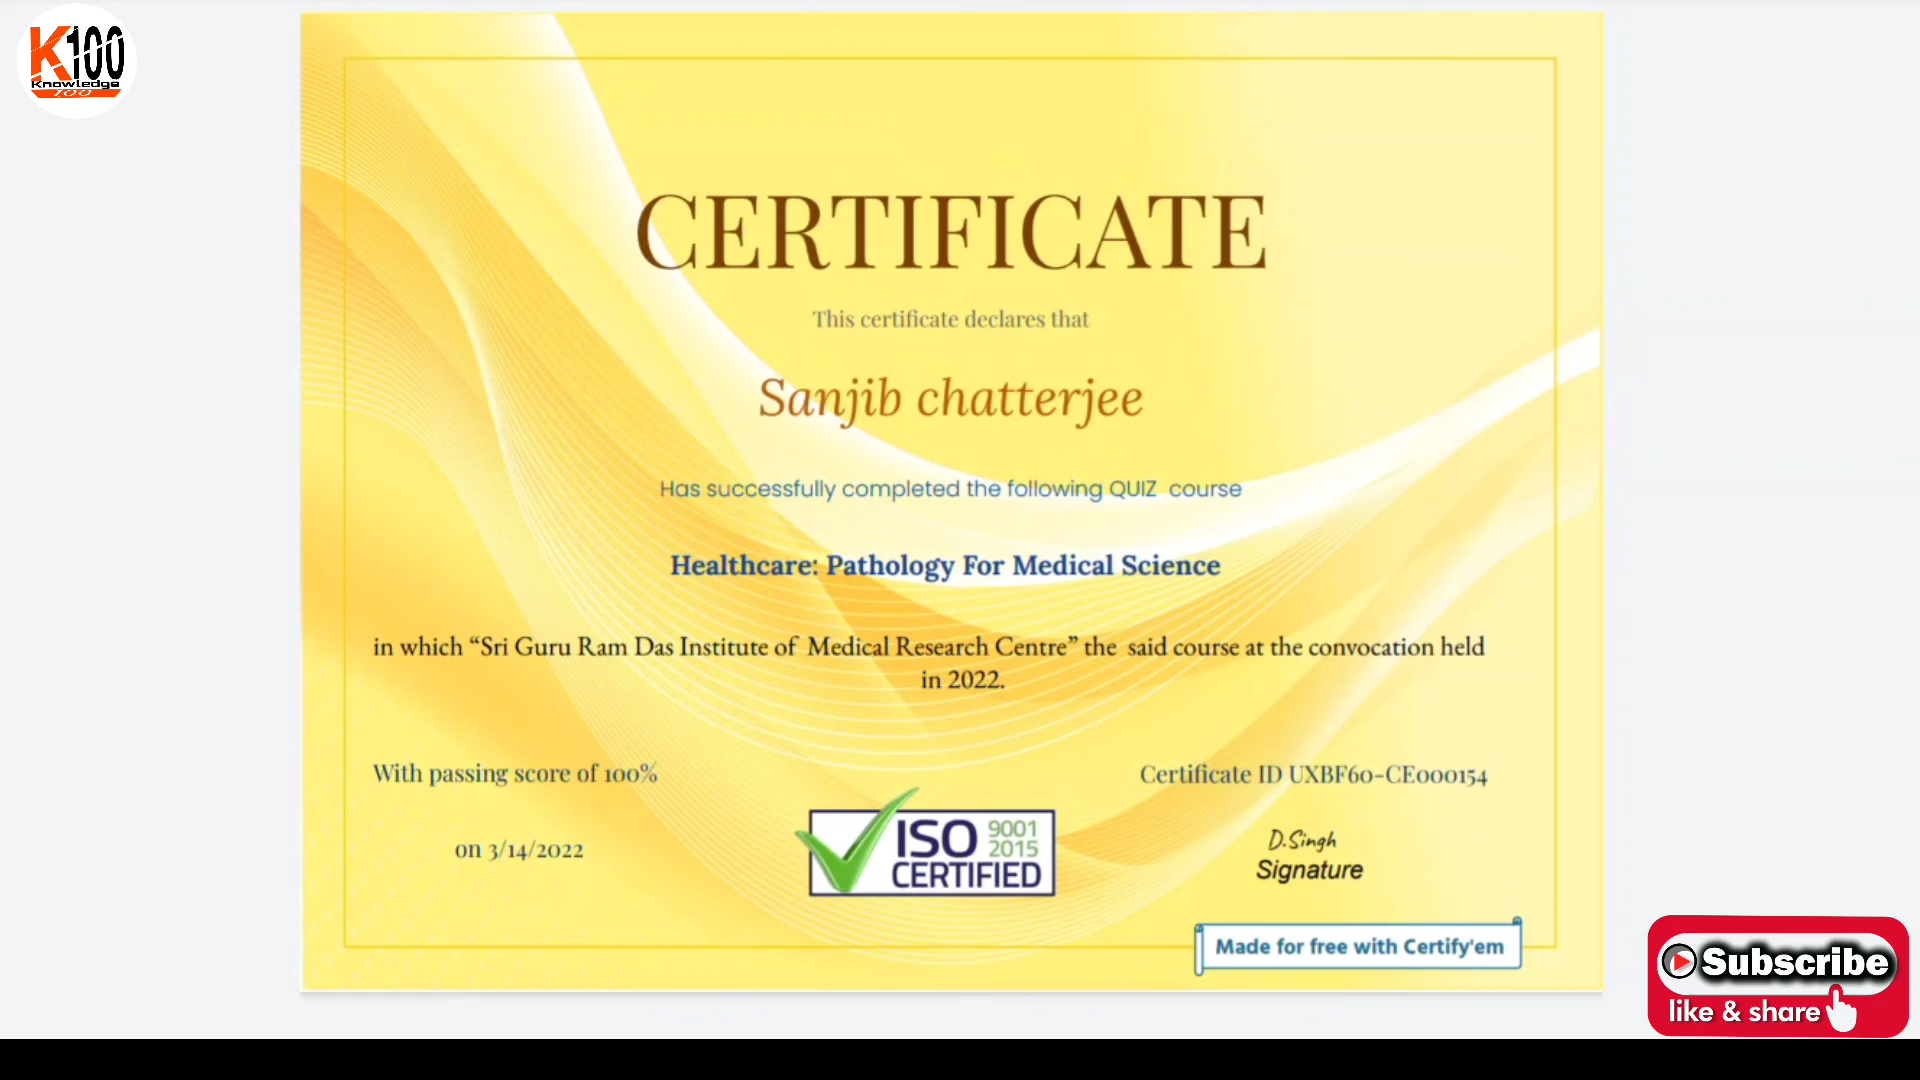 K100
Knowledge
100
CERTIFICATE
This certificate declares that
Sanjib chatterjee
Has successfully completed the following QUIZ course
Healthcare: Pathology For Medical Science
in which “Sri Guru Ram Das Institute of Medical Research Centre” the said course at the convocation held
in 2022.
With passing score of 100%
Certificate ID UXBF60-CE000154
on 3/14/2022
ISO 9001
2015
CERTIFIED
D.Singh
Signature
Made for free with Certify'em
Subscribe
like & share